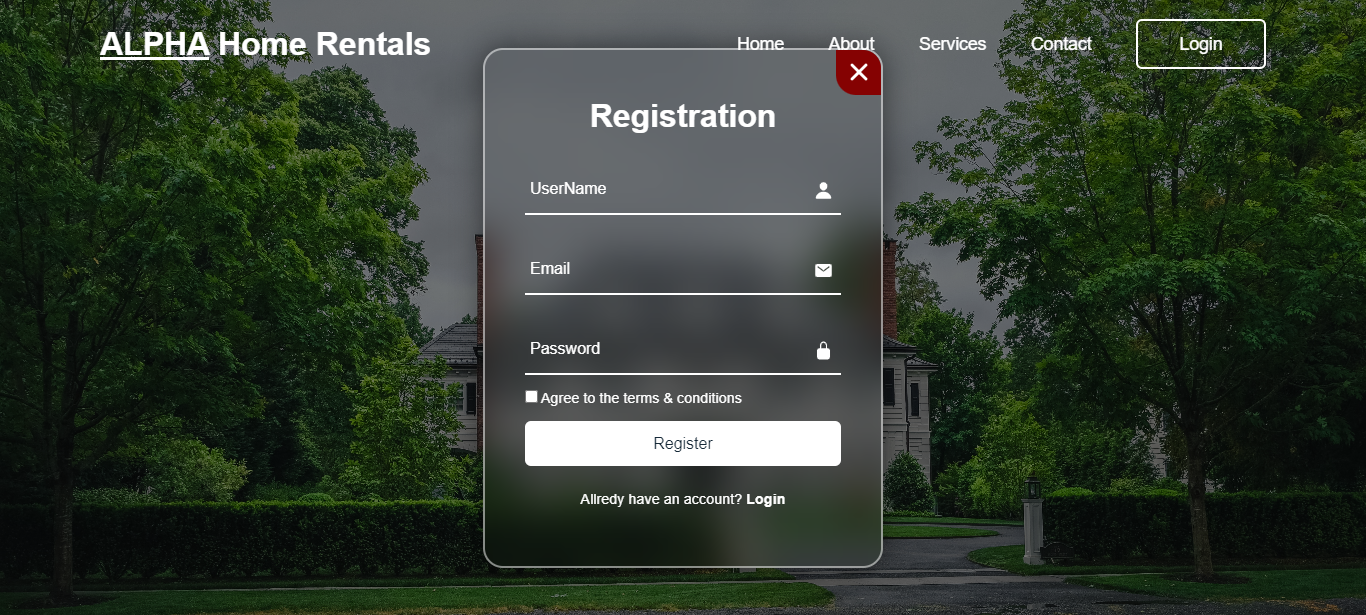 ALPHA Home Rentals
Home About Services Contact Login
Registration
UserName
Email
Password
Agree to the terms & conditions
Register
Allredy have an account? Login